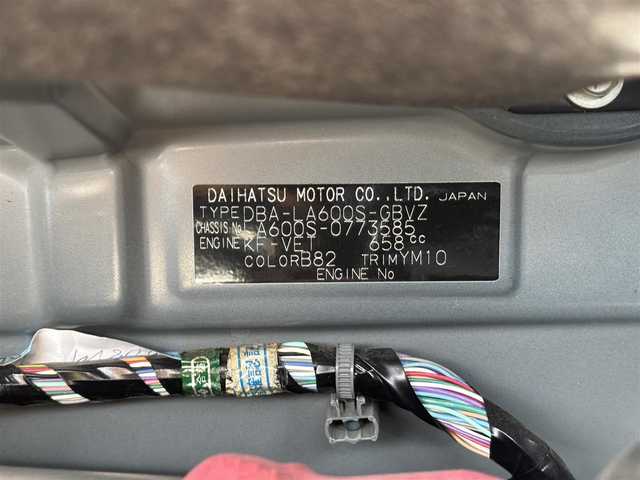 DAIHATSU MOTOR CO.,LTD. JAPAN
TYPE DBA-LA600S-GBVZ
CHASSIS No LA600S-0773585
ENGINE KF-VET 658cc
COLOR B82 TRIM YM10
ENGINE No